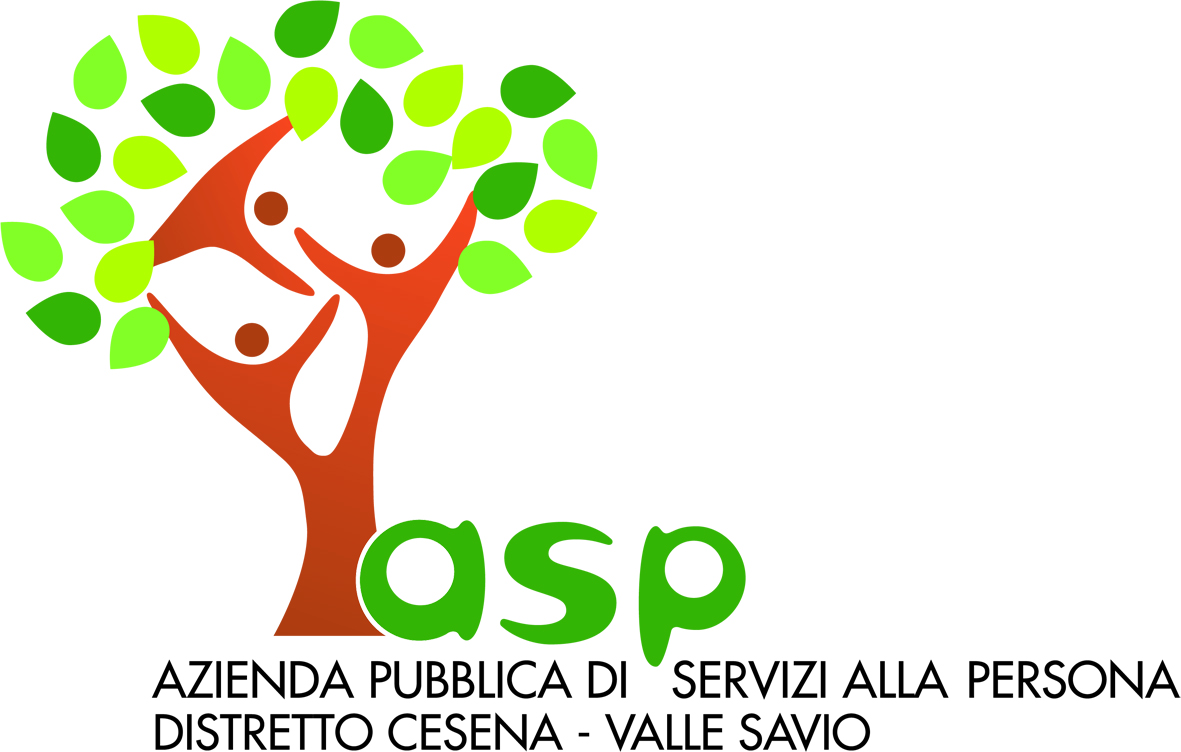 asp
AZIENDA PUBBLICA DI SERVIZI ALLA PERSONA
DISTRETTO CESENA - VALLE SAVIO